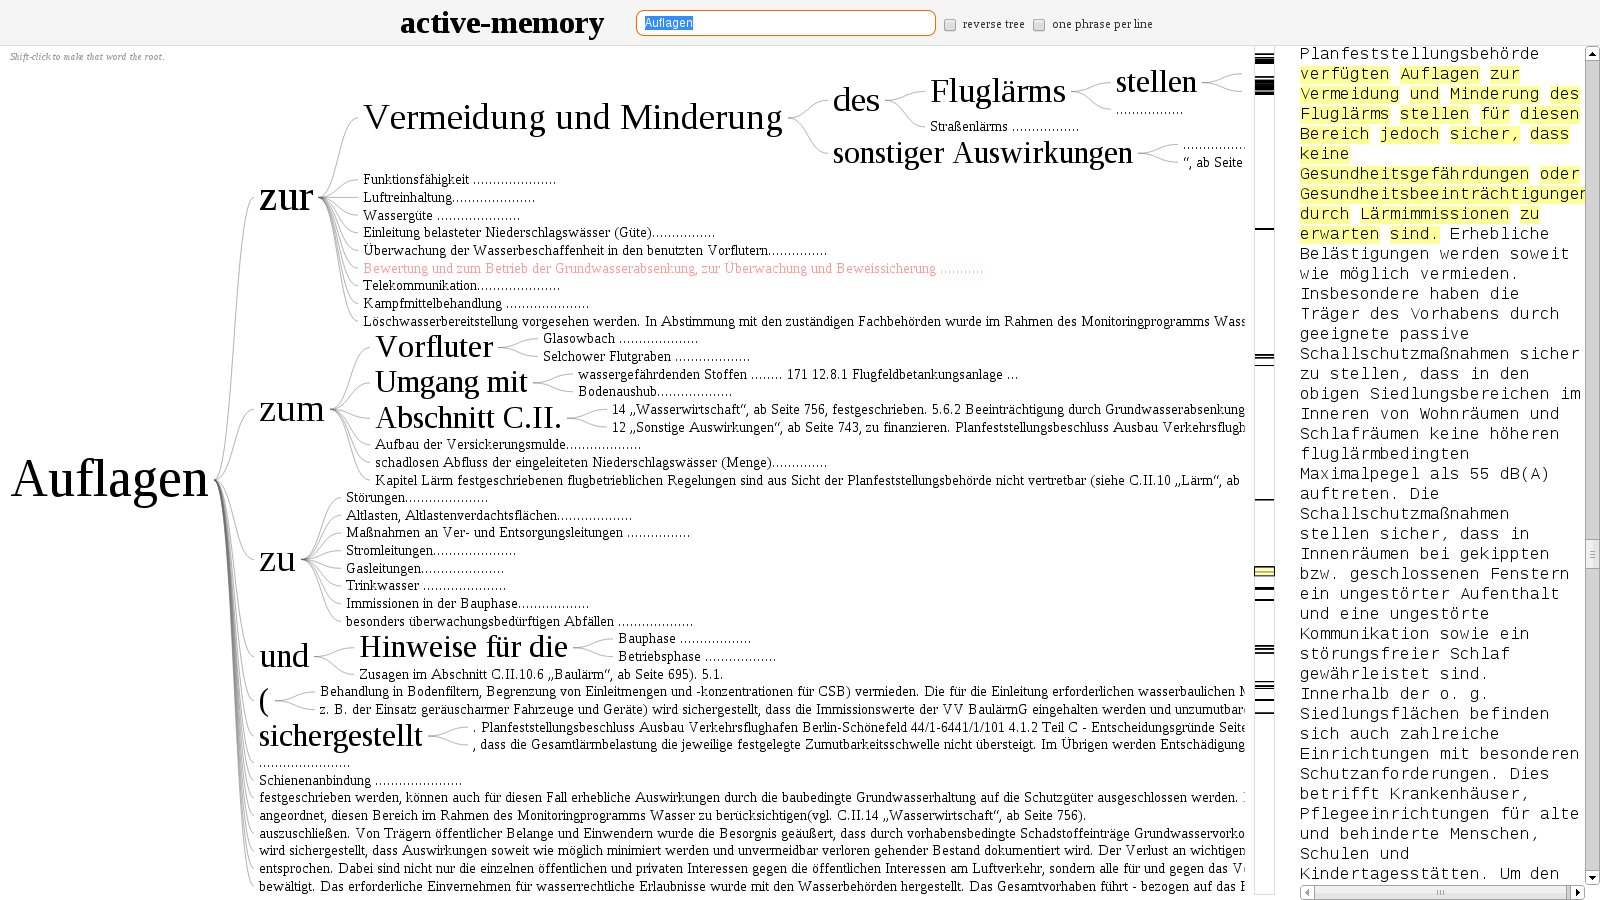 active-memory
Auflagen
reverse tree
one phrase per line
Shift-click to make that word the root.
Auflagen
zur
Vermeidung und Minderung
des
Fluglärms
stellen
..................
Straßenlärms ..................
sonstiger Auswirkungen
..................
“, ab Seite
Funktionsfähigkeit .....................
Luftreinhaltung.....................
Wassergüte .....................
Einleitung belasteter Niederschlagswässer (Güte)................
Überwachung der Wasserbeschaffenheit in den benutzten Vorflutern...............
Bewertung und zum Betrieb der Grundwasserabsenkung, zur Überwachung und Beweissicherung ...........
Telekommunikation.....................
Kampfmittelbehandlung .....................
Löschwasserbereitstellung vorgesehen werden. In Abstimmung mit den zuständigen Fachbehörden wurde im Rahmen des Monitoringprogramms Wass
zum
Vorfluter
Glasowbach ....................
Selchower Flutgraben ...................
Umgang mit
wassergefährdenden Stoffen ........ 171 12.8.1 Flugfeldbetankungsanlage ...
Bodenaushub...................
Abschnitt C.II.
14 „Wasserwirtschaft“, ab Seite 756, festgeschrieben. 5.6.2 Beeinträchtigung durch Grundwasserabsenkung
12 „Sonstige Auswirkungen“, ab Seite 743, zu finanzieren. Planfeststellungsbeschluss Ausbau Verkehrsflugh
Aufbau der Versickerungsmulde...................
schadlosen Abfluss der eingeleiteten Niederschlagswässer (Menge)..............
Kapitel Lärm festgeschriebenen flugbetrieblichen Regelungen sind aus Sicht der Planfeststellungsbehörde nicht vertretbar (siehe C.II.10 „Lärm“, ab
zu
Störungen.....................
Altlasten, Altlastenverdachtsflächen...................
Maßnahmen an Ver- und Entsorgungsleitungen ................
Stromleitungen.....................
Gasleitungen.....................
Trinkwasser .....................
Immissionen in der Bauphase..................
besonders überwachungsbedürftigen Abfällen ...................
und
Hinweise für die
Bauphase ..................
Betriebsphase ..................
Zusagen im Abschnitt C.II.10.6 „Baulärm“, ab Seite 695). 5.1.
(
Behandlung in Bodenfiltern, Begrenzung von Einleitmengen und -konzentrationen für CSB) vermieden. Die für die Einleitung erforderlichen wasserbaulichen M
z. B. der Einsatz geräuscharmer Fahrzeuge und Geräte) wird sichergestellt, dass die Immissionswerte der VV BaulärmG eingehalten werden und unzumutbar
sichergestellt
. Planfeststellungsbeschluss Ausbau Verkehrsflughafen Berlin-Schönefeld 44/1-6441/1/101 4.1.2 Teil C - Entscheidungsgründe Seite
, dass die Gesamtlärmbelastung die jeweilige festgelegte Zumutbarkeitsschwelle nicht übersteigt. Im Übrigen werden Entschädigung
.......................
Schienenanbindung ......................
festgeschrieben werden, können auch für diesen Fall erhebliche Auswirkungen durch die baubedingte Grundwasserhaltung auf die Schutzgüter ausgeschlossen werden.
angeordnet, diesen Bereich im Rahmen des Monitoringprogramms Wasser zu berücksichtigen(vgl. C.II.14 „Wasserwirtschaft“, ab Seite 756).
auszuschließen. Von Trägern öffentlicher Belange und Einwendern wurde die Besorgnis geäußert, dass durch vorhabensbedingte Schadstoffeinträge Grundwasservorko
wird sichergestellt, dass Auswirkungen soweit wie möglich minimiert werden und unvermeidbar verloren gehender Bestand dokumentiert wird. Der Verlust an wichtigen
entsprochen. Dabei sind nicht nur die einzelnen öffentlichen und privaten Interessen gegen die öffentlichen Interessen am Luftverkehr, sondern alle für und gegen das V
bewältigt. Das erforderliche Einvernehmen für wasserrechtliche Erlaubnisse wurde mit den Wasserbehörden hergestellt. Das Gesamtvorhaben führt - bezogen auf das
Planfeststellungsbehörde
verfügten Auflagen zur
Vermeidung und Minderung des
Fluglärms stellen für diesen
Bereich jedoch sicher, dass
keine
Gesundheitsgefährdungen oder
Gesundheitsbeeinträchtigungen
durch Lärmimmissionen zu
erwarten sind. Erhebliche
Belästigungen werden soweit
wie möglich vermieden.
Insbesondere haben die
Träger des Vorhabens durch
geeignete passive
Schallschutzmaßnahmen sicher
zu stellen, dass in den
obigen Siedlungsbereichen im
Inneren von Wohnräumen und
Schlafräumen keine höheren
fluglärmbedingten
Maximalpegel als 55 dB(A)
auftreten. Die
Schallschutzmaßnahmen
stellen sicher, dass in
Innenräumen bei gekippten
bzw. geschlossenen Fenstern
ein ungestörter Aufenthalt
und eine ungestörte
Kommunikation sowie ein
störungsfreier Schlaf
gewährleistet sind.
Innerhalb der o. g.
Siedlungsflächen befinden
sich auch zahlreiche
Einrichtungen mit besonderen
Schutzanforderungen. Dies
betrifft Krankenhäuser,
Pflegeeinrichtungen für alte
und behinderte Menschen,
Schulen und
Kindertagesstätten. Um den